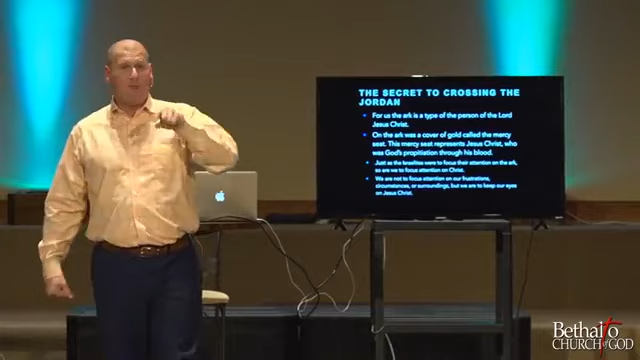 THE SECRET TO CROSSING THE
JORDAN
For us the ark is a type of the person of the Lord
Jesus Christ.
On the ark was a cover of gold called the mercy
seat. This mercy seat represents Jesus Christ, who
was God's propitiation through his blood.
Just as the Israelites were to focus their attention on the ark,
so are we to focus attention on Christ.
We are not to focus attention on our frustrations,
circumstances, or surroundings, but we are to keep our eyes
on Jesus Christ.
Bethalto
CHURCH of GOD